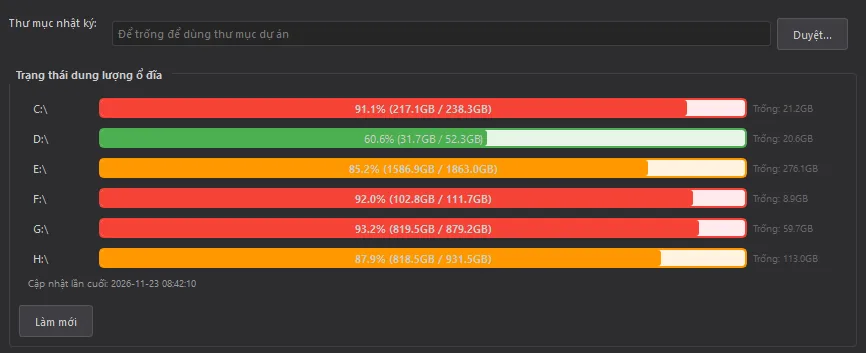 Thư mục nhật ký:
Để trống để dùng thư mục dự án
Duyệt...
Trạng thái dung lượng ổ đĩa
C:\ 91.1% (217.1GB / 238.3GB) Trống: 21.2GB
D:\ 60.6% (31.7GB / 52.3GB) Trống: 20.6GB
E:\ 85.2% (1586.9GB / 1863.0GB) Trống: 276.1GB
F:\ 92.0% (102.8GB / 111.7GB) Trống: 8.9GB
G:\ 93.2% (819.5GB / 879.2GB) Trống: 59.7GB
H:\ 87.9% (818.5GB / 931.5GB) Trống: 113.0GB
Cập nhật lần cuối: 2026-11-23 08:42:10
Làm mới